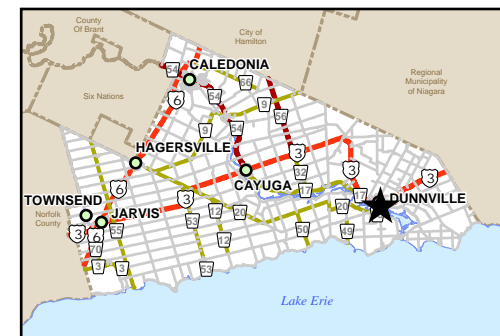 County
Of Brant
City of
Hamilton
CALEDONIA
54
66
Regional
Municipality
of Niagara
6
54
9
56
Six Nations
9
54
HAGERSVILLE
3
3
32
CAYUGA
3
6
3
17
17
DUNNVILLE
TOWNSEND
JARVIS
Norfolk
County
12
20
20
53
3
6
55
12
50
49
70
3
3
53
Lake Erie